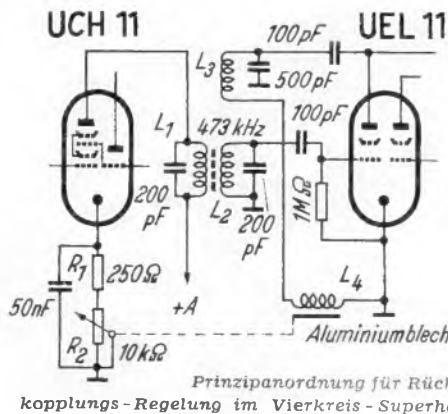 UCH 11
UEL 11
100pF
L3
500pF
100pF
L1
473 kHz
200
pF
L2
200
pF
1MΩ
R1
250Ω
50nF
+A
L4
R2
10kΩ
Aluminiumblech
Prinzipanordnung für Rück
kopplungs-Regelung im Vierkreis-Superh